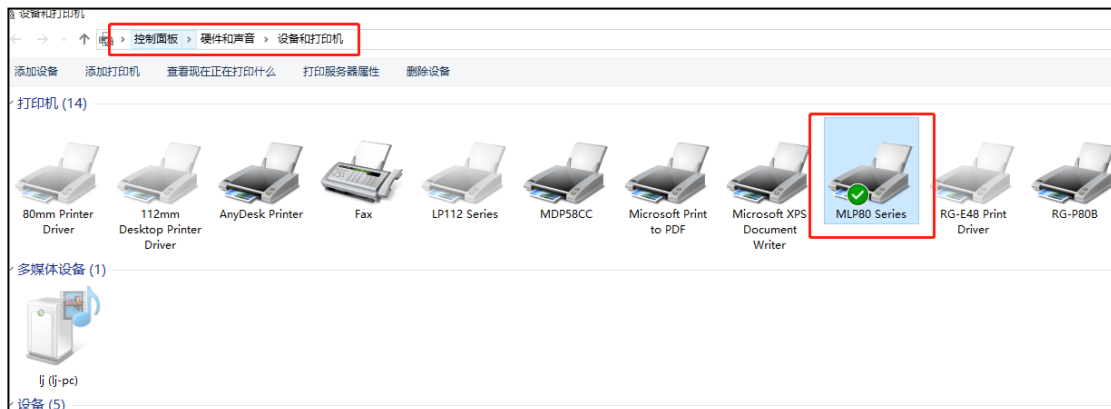 设备和打印机
控制面板 › 硬件和声音 › 设备和打印机
添加设备 添加打印机 查看现在正在打印什么 打印服务器属性 删除设备
打印机 (14)
80mm Printer
Driver
112mm
Desktop Printer
Driver
AnyDesk Printer
Fax
LP112 Series
MDP58CC
Microsoft Print
to PDF
Microsoft XPS
Document
Writer
MLP80 Series
RG-E48 Print
Driver
RG-P80B
多媒体设备 (1)
lj (lj-pc)
设备 (5)